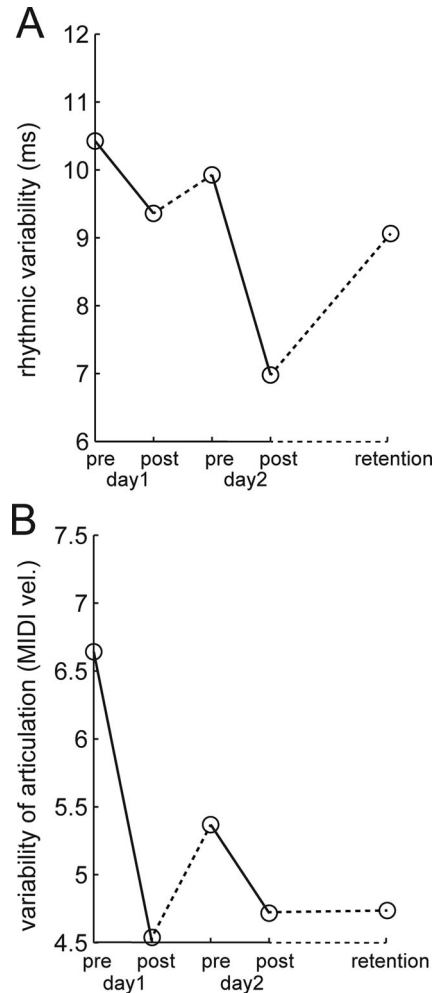 A
rhythmic variability (ms)
12
11
10
9
8
7
6
pre post pre post retention
day1 day2
B
variability of articulation (MIDI vel.)
7.5
7
6.5
6
5.5
5
4.5
pre post pre post retention
day1 day2